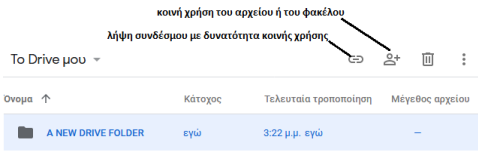 κοινή χρήση του αρχείου ή του φακέλου
λήψη συνδέσμου με δυνατότητα κοινής χρήσης
Το Drive μου
Όνομα Κάτοχος Τελευταία τροποποίηση Μέγεθος αρχείου
A NEW DRIVE FOLDER εγώ 3:22 μ.μ. εγώ —